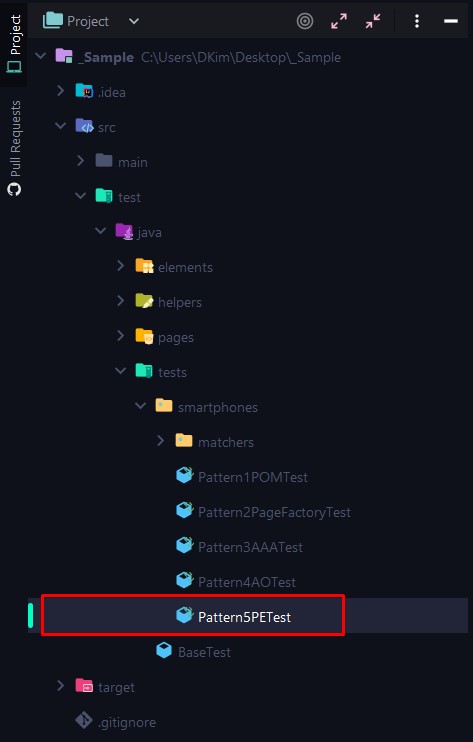 Project
Project
Pull Requests
_Sample C:\Users\DKim\Desktop\_Sample
.idea
src
main
test
java
elements
helpers
pages
tests
smartphones
matchers
Pattern1POMTest
Pattern2PageFactoryTest
Pattern3AAATest
Pattern4AOTest
Pattern5PETest
BaseTest
target
.gitignore